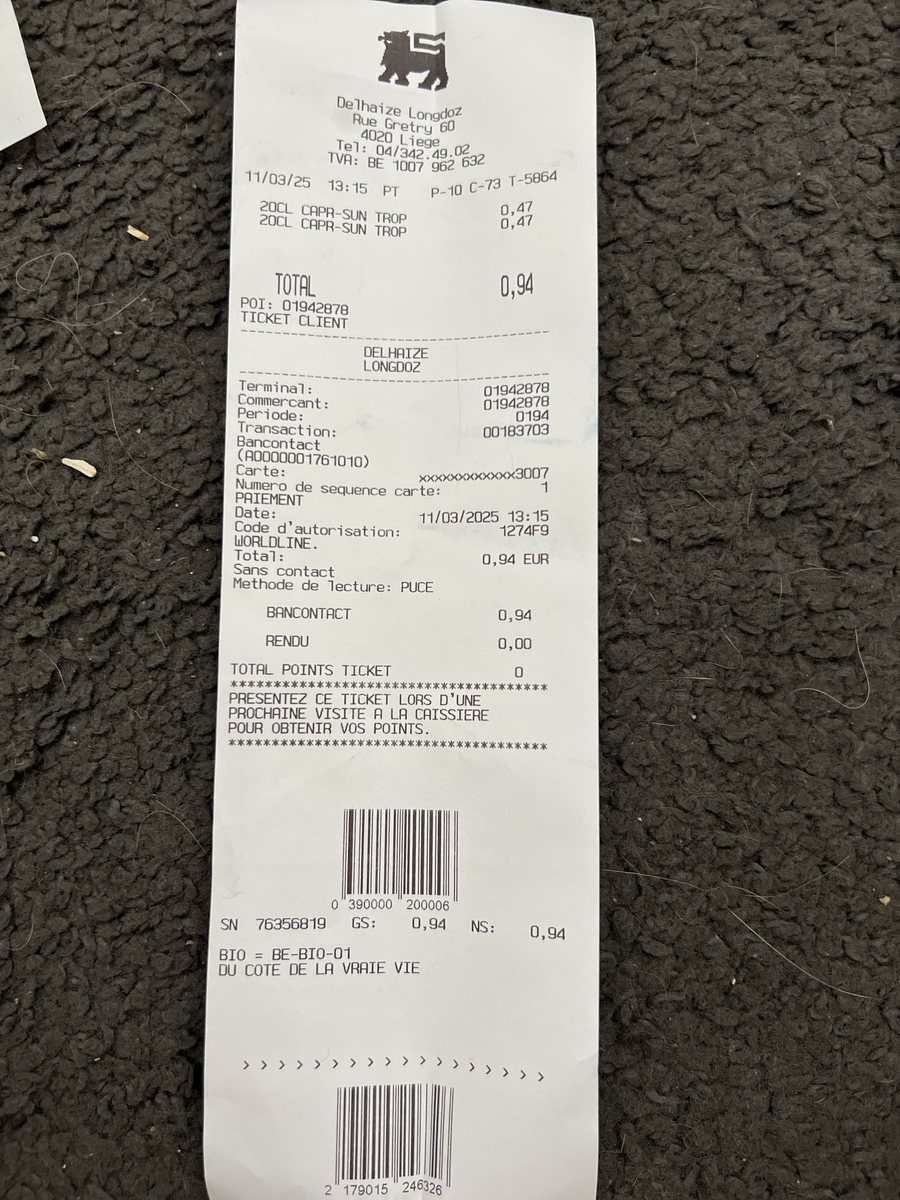 Delhaize Longdoz
Rue Gretry 60
4020 Liege
Tel: 04/342.49.02
TVA: BE 1007 962 632
11/03/25 13:15 PT P-10 C-73 T-5864
20CL CAPR-SUN TROP 0,47
20CL CAPR-SUN TROP 0,47
TOTAL 0,94
POI: 01942878
TICKET CLIENT
--------------------------------
DELHAIZE
LONGDOZ
--------------------------------
Terminal: 01942878
Commercant: 01942878
Periode: 0194
Transaction: 00183703
Bancontact
(A0000001761010)
Carte: xxxxxxxxxxxxx3007
Numero de sequence carte: 1
PAIEMENT
Date: 11/03/2025 13:15
Code d'autorisation: 1274F9
WORLDLINE.
Total: 0,94 EUR
Sans contact
Methode de lecture: PUCE
BANCONTACT 0,94
RENDU 0,00
TOTAL POINTS TICKET 0
************************************
PRESENTEZ CE TICKET LORS D'UNE
PROCHAINE VISITE A LA CAISSIERE
POUR OBTENIR VOS POINTS.
************************************
0 390000 200006
SN 76356819 GS: 0,94 NS: 0,94
BIO = BE-BIO-01
DU COTE DE LA VRAIE VIE
> > > > > > > > > > > > > > > > >
2 179015 246326